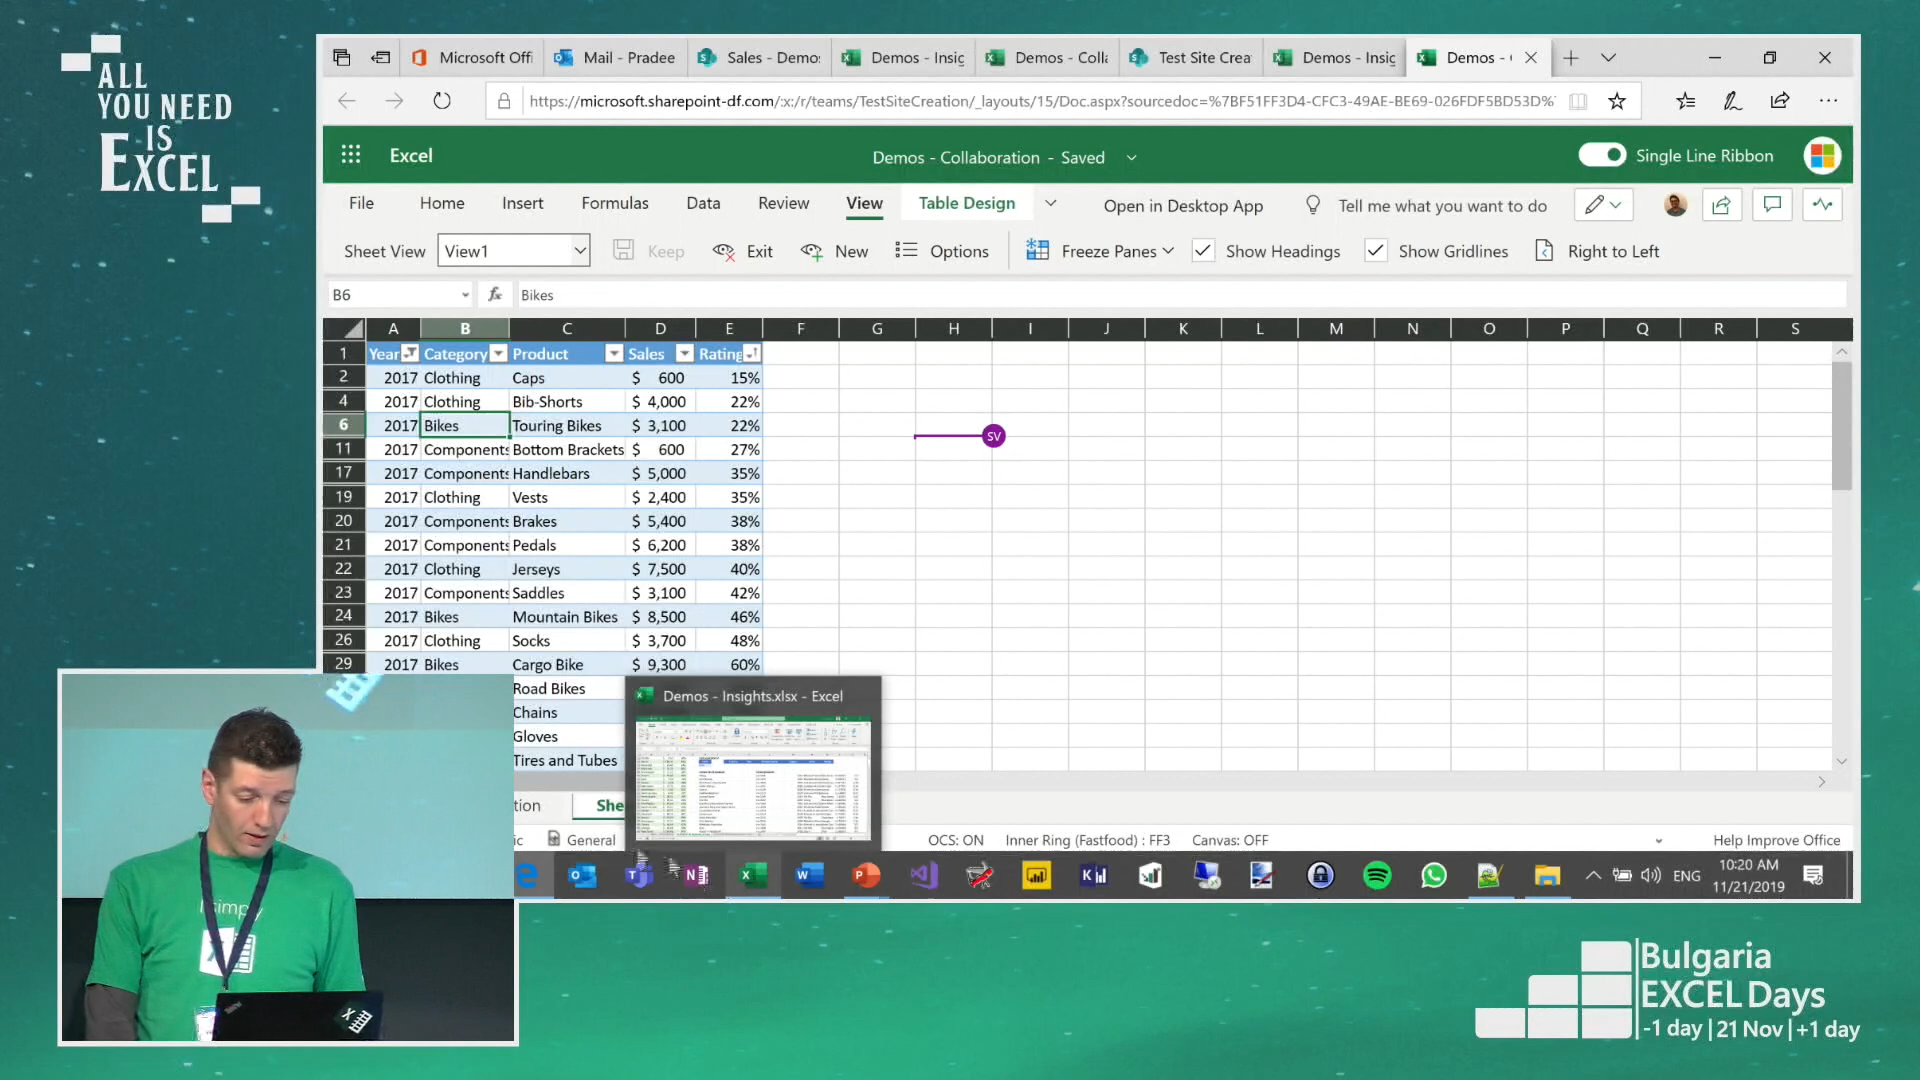 ALL
YOU NEED
IS
EXCEL
Microsoft Offi
Mail - Pradee
Sales - Demo
Demos - Insig
Demos - Colla
Test Site Crea
Demos - Insig
Demos - (
https://microsoft.sharepoint-df.com/:x:/r/teams/TestSiteCreation/_layouts/15/Doc.aspx?sourcedoc=%7BF51FF3D4-CFC3-49AE-BE69-026FDF5BD53D%
Excel
Demos - Collaboration - Saved
Single Line Ribbon
File Home Insert Formulas Data Review View Table Design Open in Desktop App Tell me what you want to do
Sheet View View1 Keep Exit New Options Freeze Panes Show Headings Show Gridlines Right to Left
B6 fx Bikes
A B C D E F G H I J K L M N O P Q R S
1 Year Category Product Sales Rating
2 2017 Clothing Caps $ 600 15%
4 2017 Clothing Bib-Shorts $ 4,000 22%
6 2017 Bikes Touring Bikes $ 3,100 22%
SV
11 2017 Components Bottom Brackets $ 600 27%
17 2017 Components Handlebars $ 5,000 35%
19 2017 Clothing Vests $ 2,400 35%
20 2017 Components Brakes $ 5,400 38%
21 2017 Components Pedals $ 6,200 38%
22 2017 Clothing Jerseys $ 7,500 40%
23 2017 Components Saddles $ 3,100 42%
24 2017 Bikes Mountain Bikes $ 8,500 46%
26 2017 Clothing Socks $ 3,700 48%
29 2017 Bikes Cargo Bike $ 9,300 60%
Road Bikes
Chains
Gloves
Tires and Tubes
Demos - Insights.xlsx - Excel
tion She
ic General OCS: ON Inner Ring (Fastfood) : FF3 Canvas: OFF Help Improve Office
ENG
10:20 AM
11/21/2019
simply
Bulgaria
EXCEL Days
-1 day | 21 Nov | +1 day